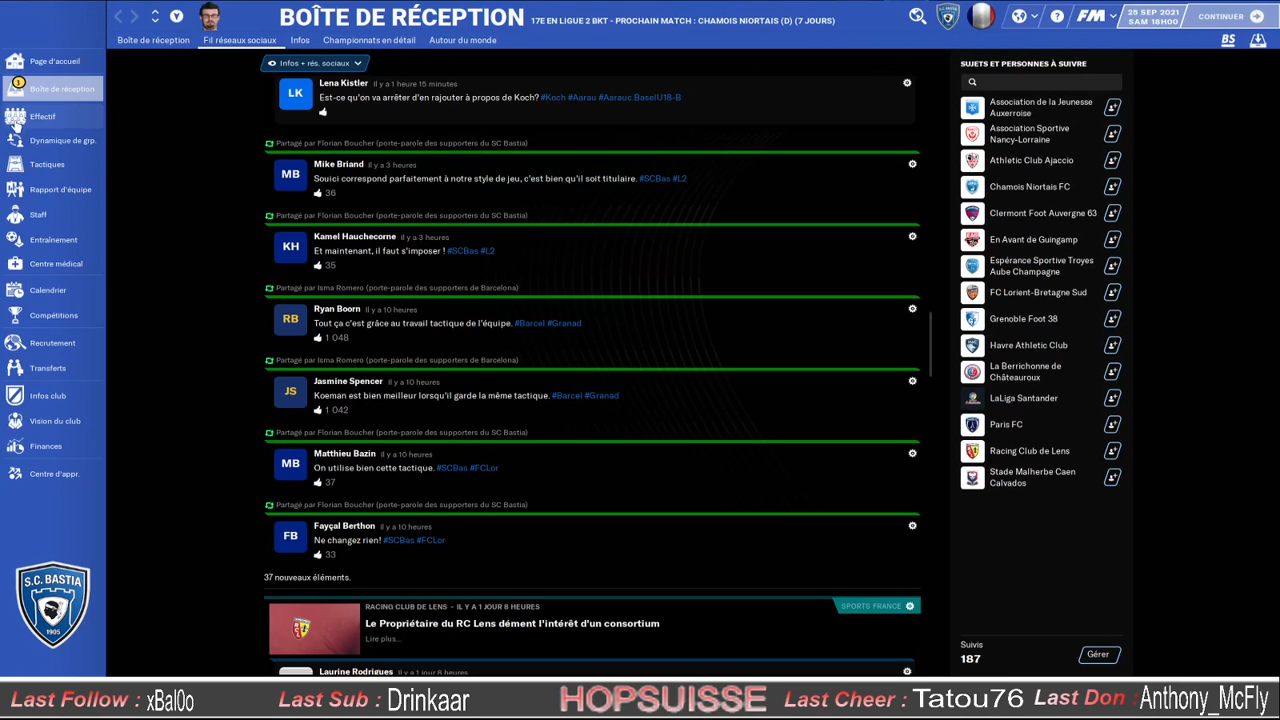 BOÎTE DE RÉCEPTION
17E EN LIGUE 2 BKT - PROCHAIN MATCH : CHAMOIS NIORTAIS (D) (7 JOURS)
FM
25 SEP 2021
SAM 18H00
CONTINUER
Boîte de réception
Fil réseaux sociaux
Infos
Championnats en détail
Autour du monde
BS
Page d'accueil
1
Boîte de réception
Effectif
Dynamique de grp.
Tactiques
Rapport d'équipe
Staff
Entraînement
Centre médical
Calendrier
Compétitions
Recrutement
Transferts
Infos club
Vision du club
Finances
Centre d'appr.
S.C. BASTIA
1905
Infos + rés. sociaux
LK
Lena Kistler Il y a 1 heure 15 minutes
Est-ce qu'on va arrêter d'en rajouter à propos de Koch? #Koch #Aarau #Aarauc BaselU18-B
Partagé par Florian Boucher (porte-parole des supporters du SC Bastia)
MB
Mike Briand Il y a 3 heures
Souici correspond parfaitement à notre style de jeu, c'est bien qu'il soit titulaire. #SCBas #L2
36
Partagé par Florian Boucher (porte-parole des supporters du SC Bastia)
KH
Kamel Hauchecorne Il y a 3 heures
Et maintenant, il faut s'imposer ! #SCBas #L2
35
Partagé par Isma Romero (porte-parole des supporters de Barcelona)
RB
Ryan Boorn Il y a 10 heures
Tout ça c'est grâce au travail tactique de l'équipe. #Barcel #Granad
1 048
Partagé par Isma Romero (porte-parole des supporters de Barcelona)
JS
Jasmine Spencer Il y a 10 heures
Koeman est bien meilleur lorsqu'il garde la même tactique. #Barcel #Granad
1 042
Partagé par Florian Boucher (porte-parole des supporters du SC Bastia)
MB
Matthieu Bazin Il y a 10 heures
On utilise bien cette tactique. #SCBas #FCLor
37
Partagé par Florian Boucher (porte-parole des supporters du SC Bastia)
FB
Fayçal Berthon Il y a 10 heures
Ne changez rien! #SCBas #FCLor
33
37 nouveaux éléments.
RACING CLUB DE LENS - IL Y A 1 JOUR 8 HEURES
SPORTS FRANCE
Le Propriétaire du RC Lens dément l'intérêt d'un consortium
Lire plus...
Laurine Rodrigues Il y a 1 jour 8 heures
SUJETS ET PERSONNES À SUIVRE
Association de la Jeunesse
Auxerroise
Association Sportive
Nancy-Lorraine
Athletic Club Ajaccio
Chamois Niortais FC
Clermont Foot Auvergne 63
En Avant de Guingamp
Espérance Sportive Troyes
Aube Champagne
FC Lorient-Bretagne Sud
Grenoble Foot 38
Havre Athletic Club
La Berrichonne de
Châteauroux
LaLiga Santander
Paris FC
Racing Club de Lens
Stade Malherbe Caen
Calvados
Suivis
187
Gérer
Last Follow : xBal0o
Last Sub : Drinkaar
HOPSUISSE
Last Cheer : Tatou76
Last Don : Anthony_McFly